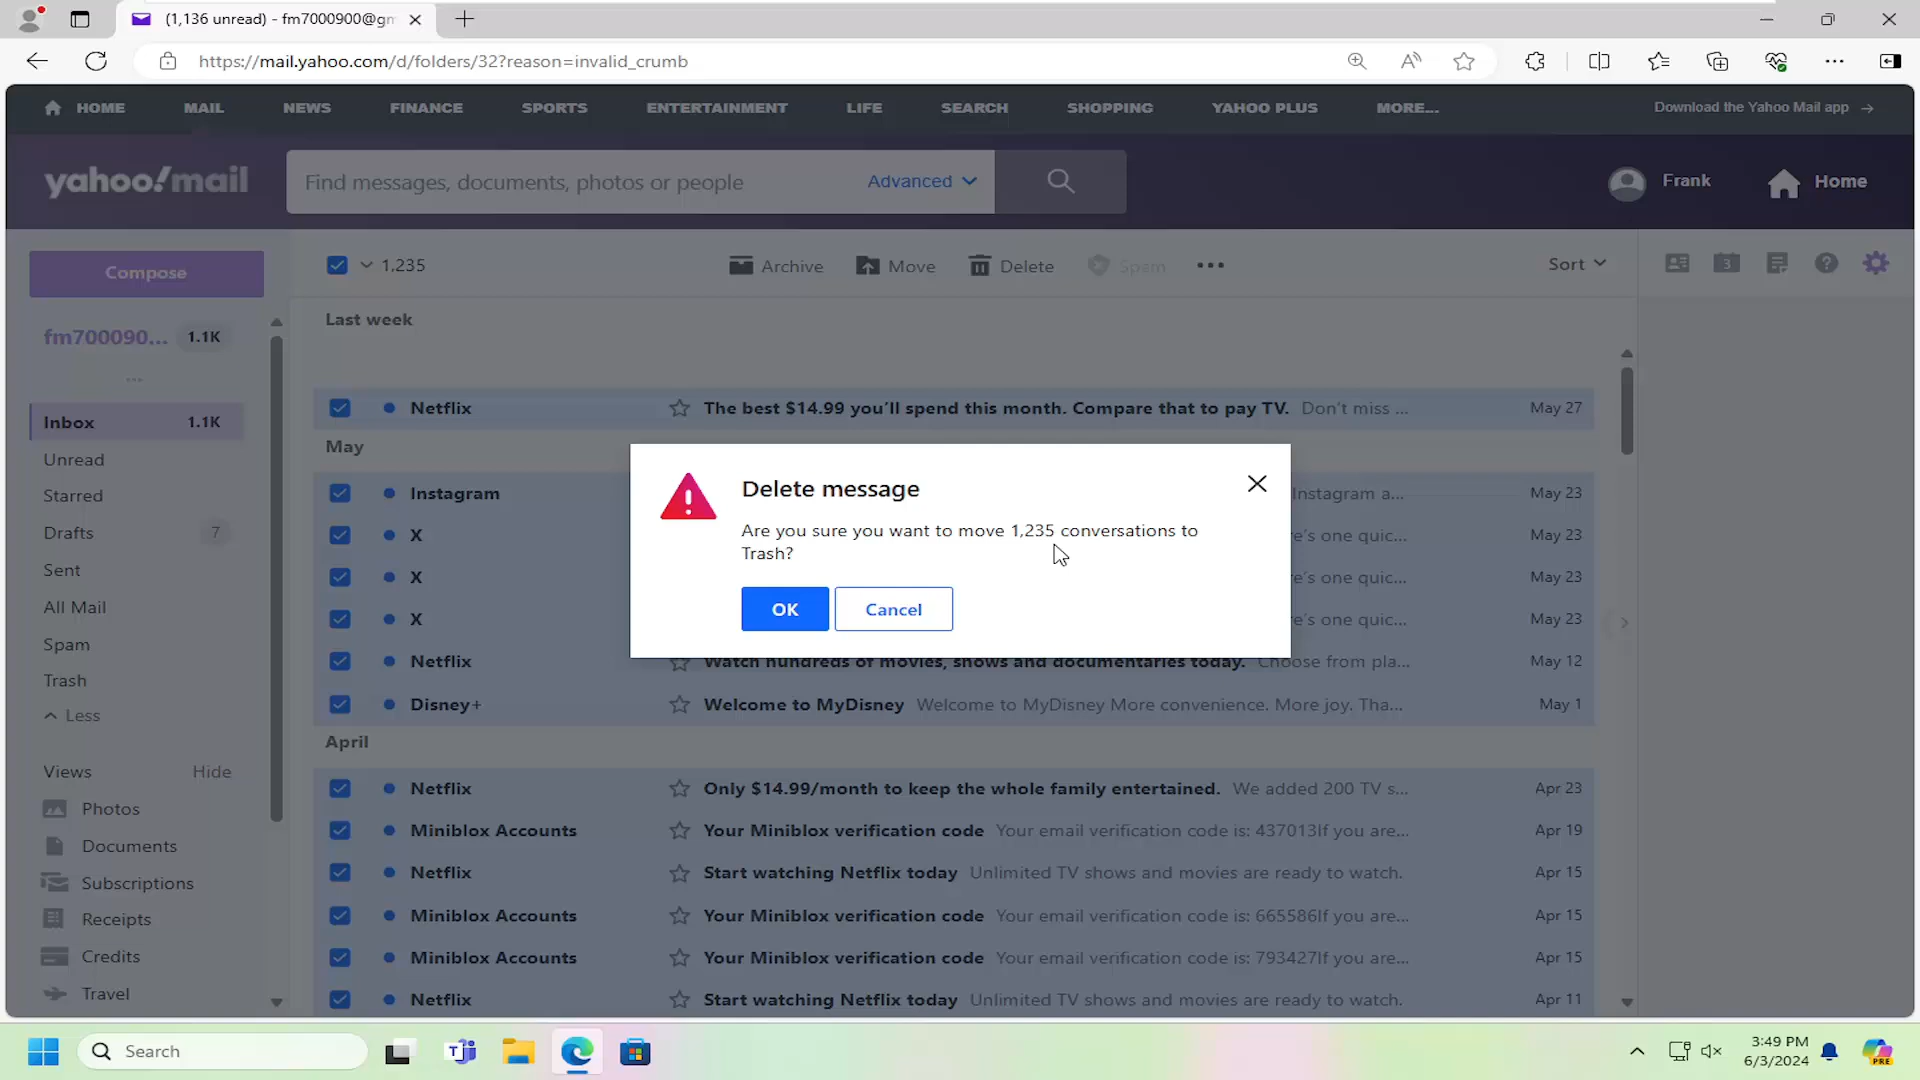 (1,136 unread) - fm7000900@gm
https://mail.yahoo.com/d/folders/32?reason=invalid_crumb
HOME MAIL NEWS FINANCE SPORTS ENTERTAINMENT LIFE SEARCH SHOPPING YAHOO PLUS MORE... Download the Yahoo Mail app →
yahoo!mail Find messages, documents, photos or people Advanced Frank Home
Compose 1,235 Archive Move Delete Spam ••• Sort 3 ?
Last week
fm700090... 1.1K
...
Netflix The best $14.99 you'll spend this month. Compare that to pay TV. Don't miss ... May 27
Inbox 1.1K
May
Unread
Delete message
Starred
Instagram Instagram a... May 23
Are you sure you want to move 1,235 conversations to
Trash?
Drafts 7
X e's one quic... May 23
Sent
X e's one quic... May 23
OK Cancel
All Mail
X e's one quic... May 23
Spam
Netflix Watch hundreds of movies, shows and documentaries today. Choose from pla... May 12
Trash
Disney+ Welcome to MyDisney Welcome to MyDisney More convenience. More joy. Tha... May 1
Less
April
Views Hide
Netflix Only $14.99/month to keep the whole family entertained. We added 200 TV s... Apr 23
Photos
Miniblox Accounts Your Miniblox verification code Your email verification code is: 437013If you are... Apr 19
Documents
Netflix Start watching Netflix today Unlimited TV shows and movies are ready to watch. Apr 15
Subscriptions
Miniblox Accounts Your Miniblox verification code Your email verification code is: 665586If you are... Apr 15
Receipts
Miniblox Accounts Your Miniblox verification code Your email verification code is: 793427If you are... Apr 15
Credits
Travel
Netflix Start watching Netflix today Unlimited TV shows and movies are ready to watch. Apr 11
Search
3:49 PM
6/3/2024
PRE